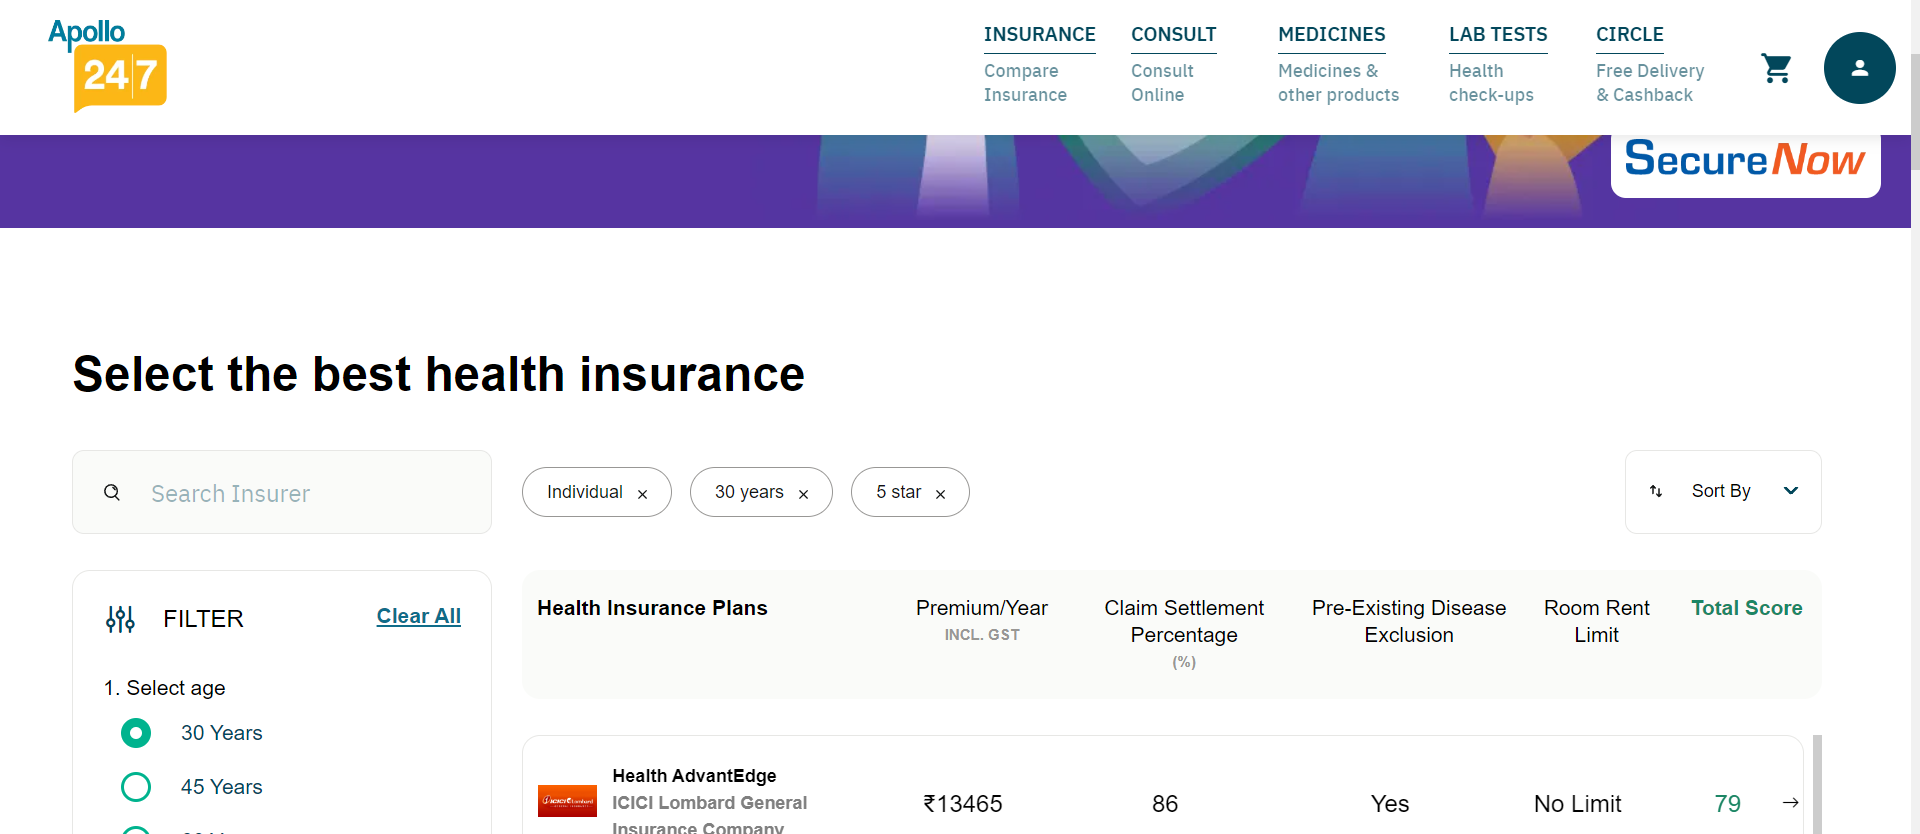 Apollo
24|7
INSURANCE
Compare
Insurance
CONSULT
Consult
Online
MEDICINES
Medicines &
other products
LAB TESTS
Health
check-ups
CIRCLE
Free Delivery
& Cashback
SecureNow
Select the best health insurance
Search Insurer
Individual ×
30 years ×
5 star ×
Sort By
FILTER
Clear All
1. Select age
30 Years
45 Years
Health Insurance Plans
Premium/Year
INCL. GST
Claim Settlement
Percentage
(%)
Pre-Existing Disease
Exclusion
Room Rent
Limit
Total Score
ICICI Lombard
Health AdvantEdge
ICICI Lombard General
Insurance Company
₹13465
86
Yes
No Limit
79